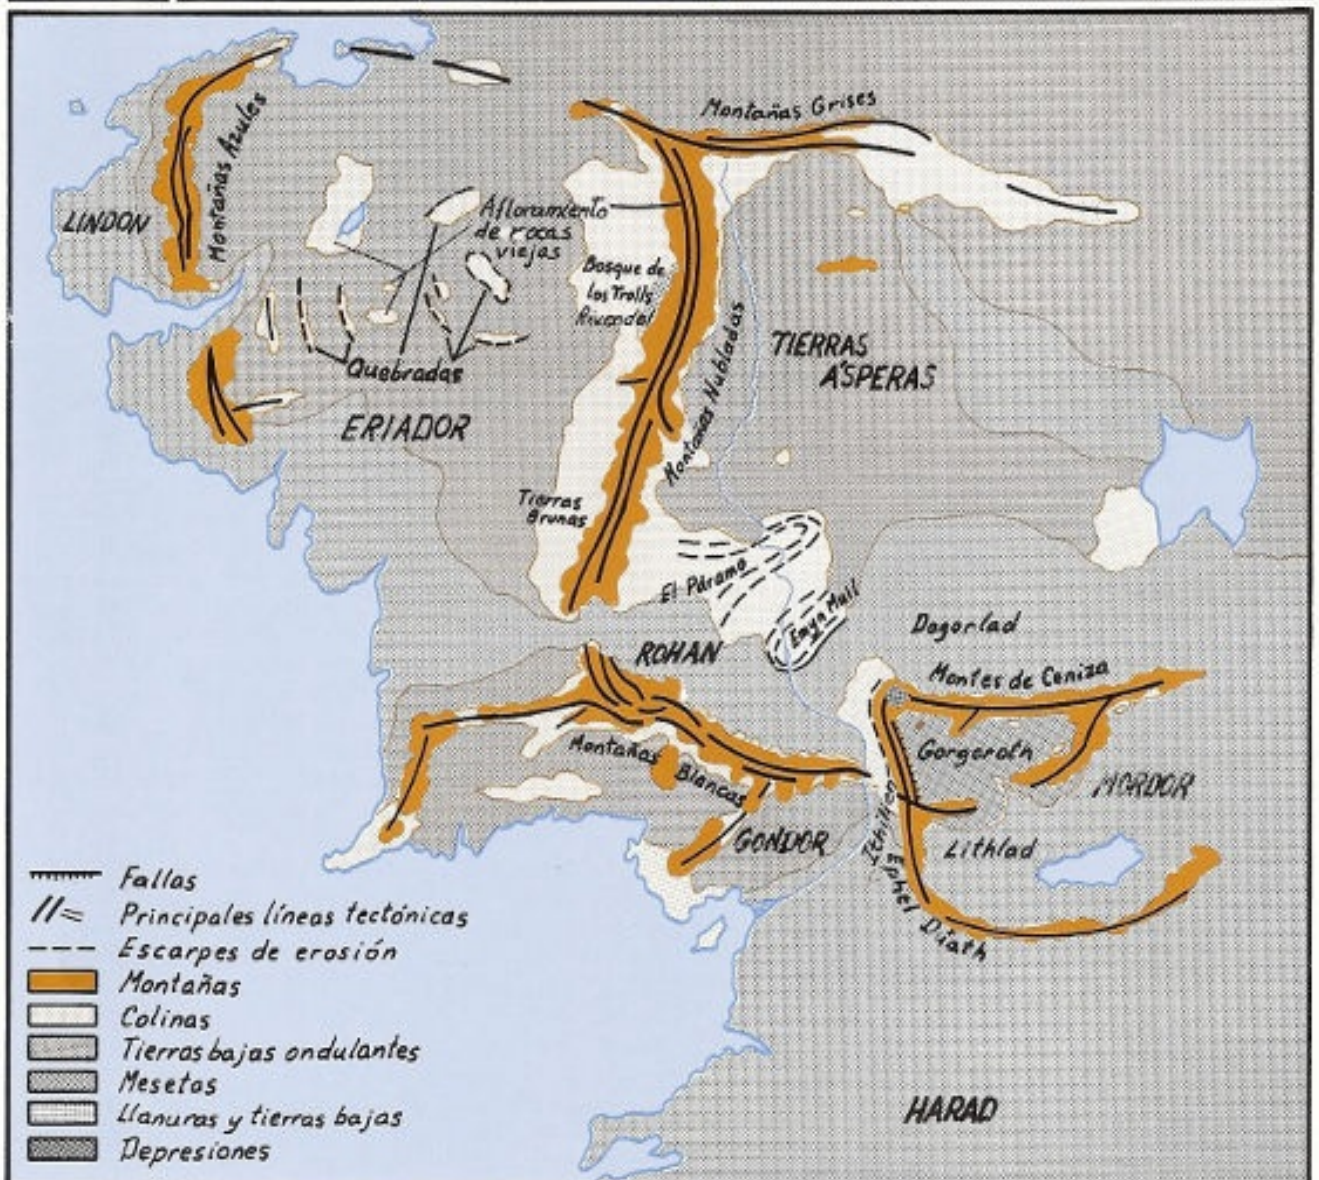 Montañas Grises
Montañas Azules
LINDON
Afloramiento
de rocas
viejas
Bosque de
los Trolls
Rivendel
Montañas Nubladas
TIERRAS
ÁSPERAS
Quebradas
ERIADOR
Tierras
Brunas
El Páramo
Emyn Muil
Dagorlad
ROHAN
Montes de Ceniza
Montañas Blancas
Gorgoroth
MORDOR
GONDOR
Ithilien
Lithlad
Ephel Dúath
HARAD
Fallas
Principales líneas tectónicas
Escarpes de erosión
Montañas
Colinas
Tierras bajas ondulantes
Mesetas
Llanuras y tierras bajas
Depresiones